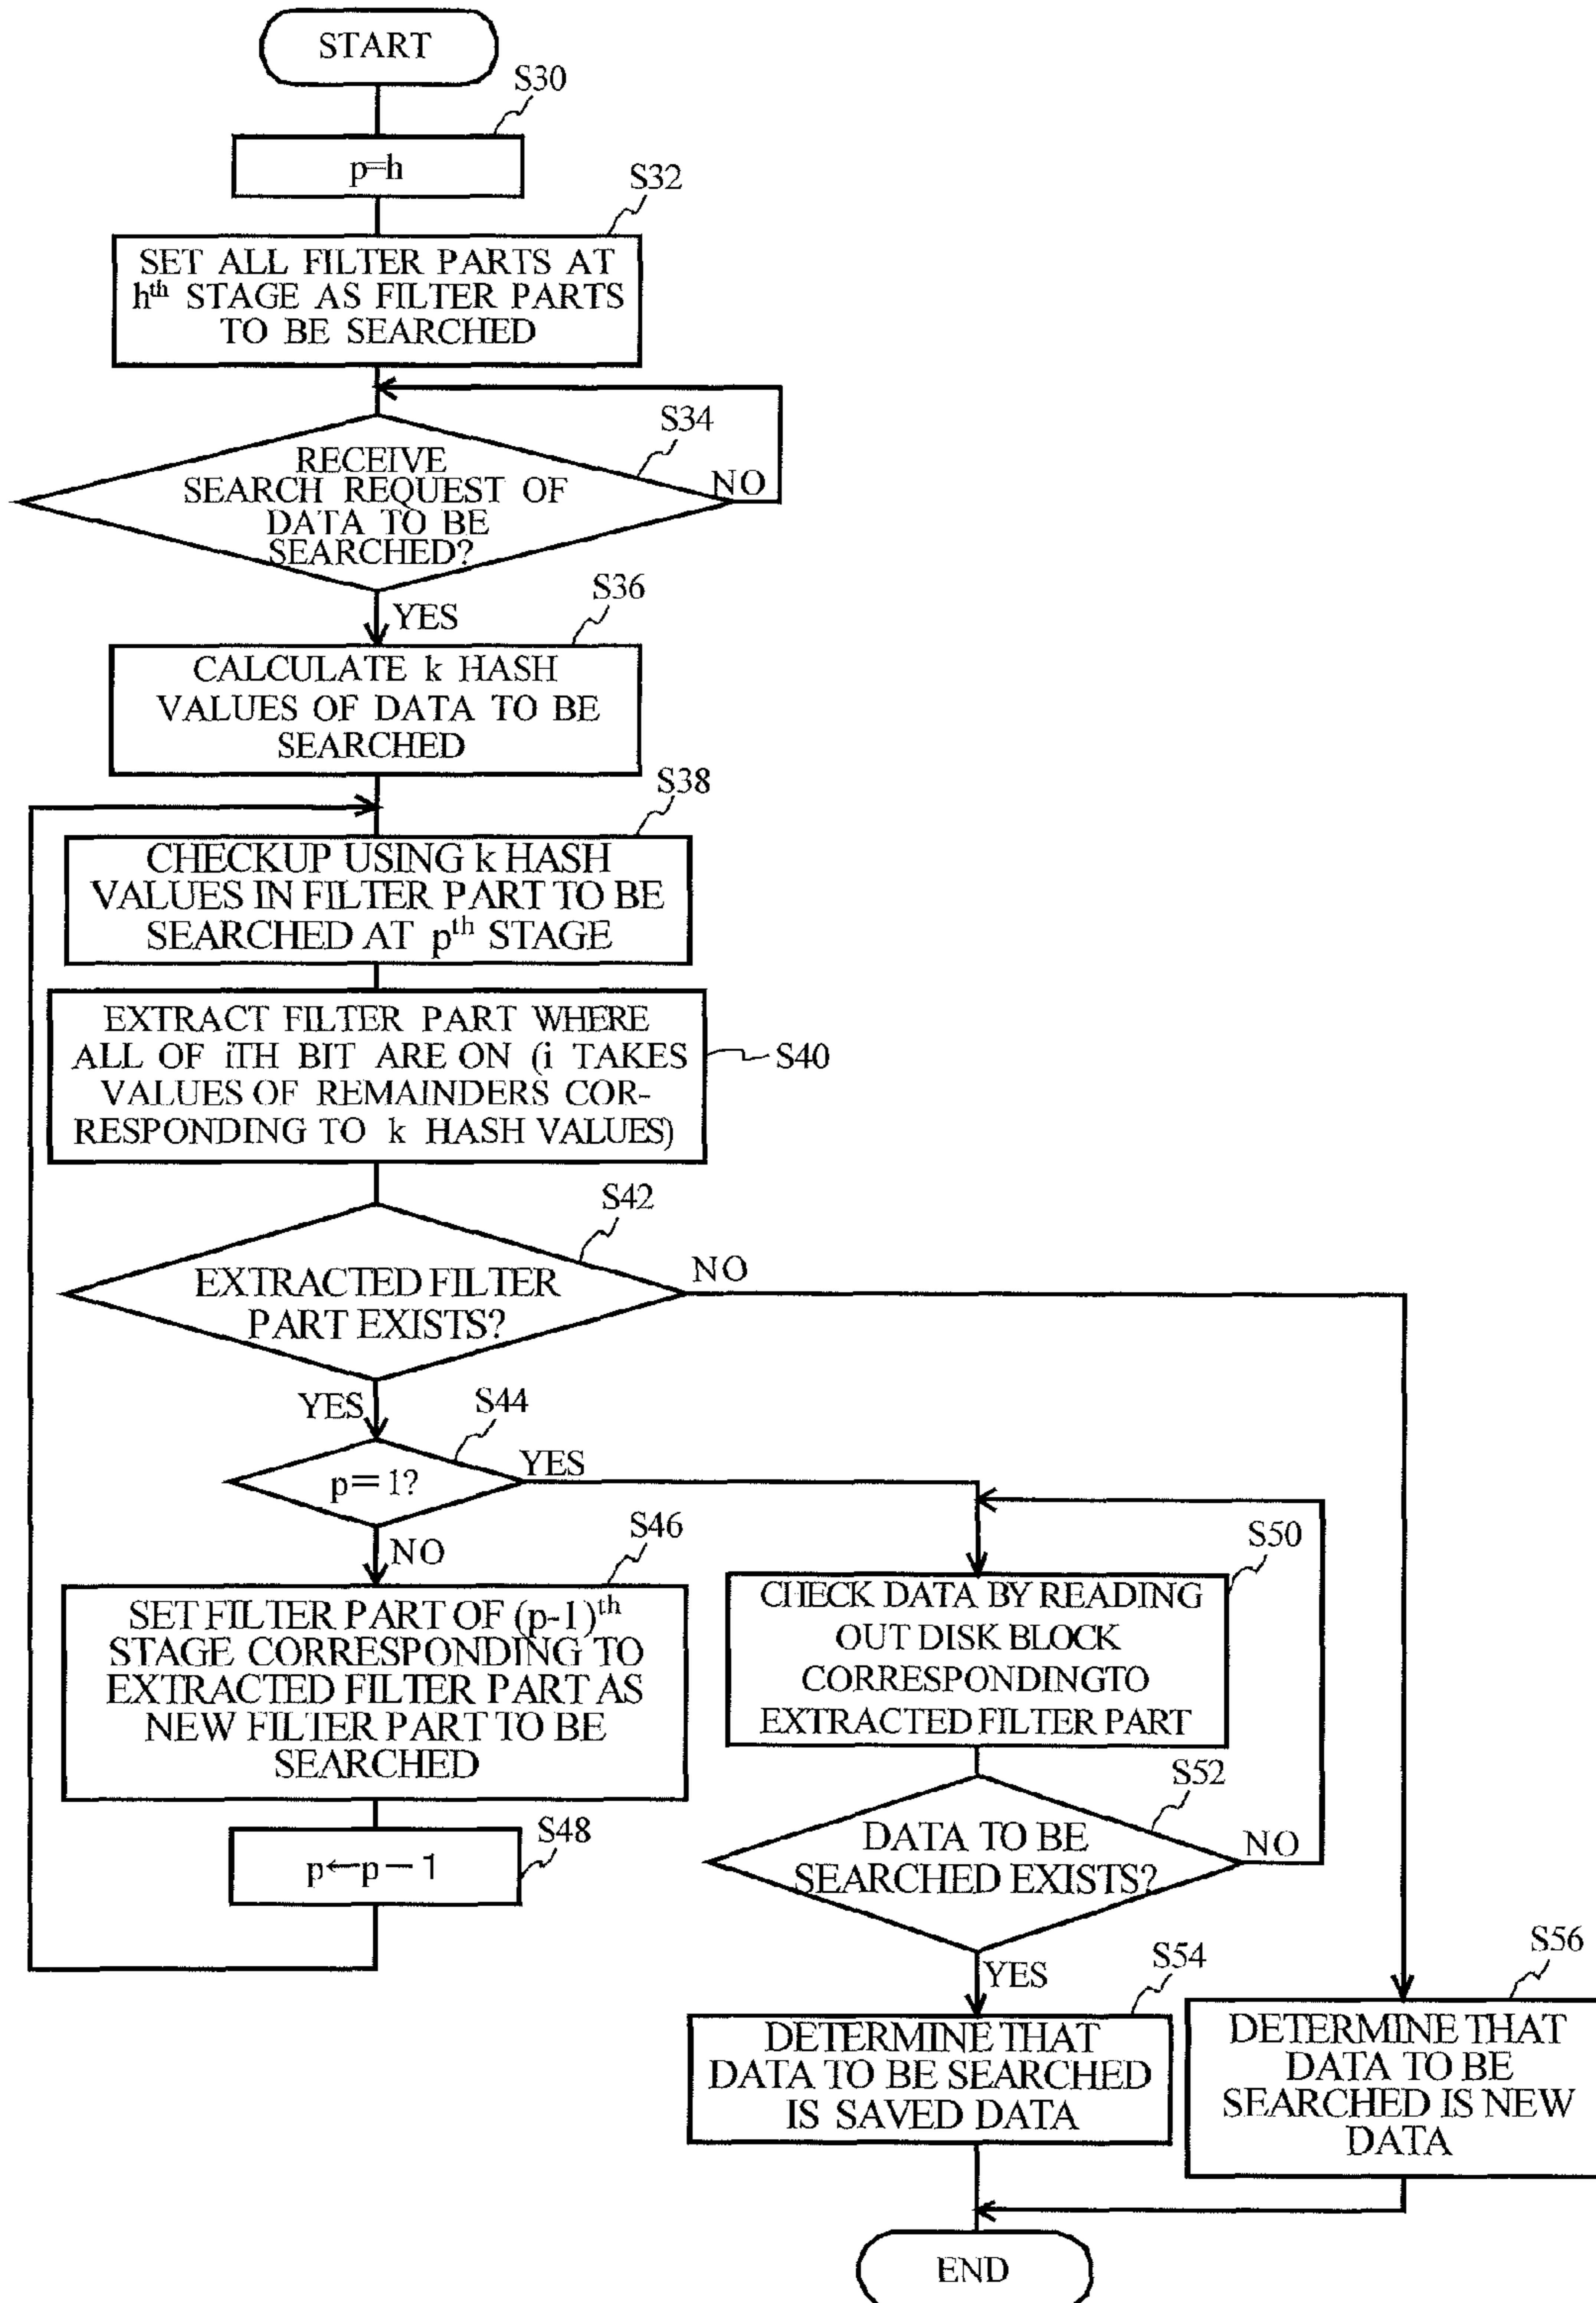 START
S30
p=h
S32
SET ALL FILTER PARTS AT
hth STAGE AS FILTER PARTS
TO BE SEARCHED
S34
RECEIVE
SEARCH REQUEST OF
DATA TO BE
SEARCHED?
NO
YES
S36
CALCULATE k HASH
VALUES OF DATA TO BE
SEARCHED
S38
CHECKUP USING k HASH
VALUES IN FILTER PART TO BE
SEARCHED AT pth STAGE
EXTRACT FILTER PART WHERE
ALL OF iTH BIT ARE ON (i TAKES
VALUES OF REMAINDERS COR-
RESPONDING TO k HASH VALUES)
S40
S42
EXTRACTED FILTER
PART EXISTS?
NO
YES
S44
p=1?
YES
NO
S46
SET FILTER PART OF (p-1)th
STAGE CORRESPONDING TO
EXTRACTED FILTER PART AS
NEW FILTER PART TO BE
SEARCHED
S48
p←p-1
S50
CHECK DATA BY READING
OUT DISK BLOCK
CORRESPONDINGTO
EXTRACTED FILTER PART
S52
DATA TO BE
SEARCHED EXISTS?
NO
YES
S54
DETERMINE THAT
DATA TO BE SEARCHED
IS SAVED DATA
S56
DETERMINE THAT
DATA TO BE
SEARCHED IS NEW
DATA
END